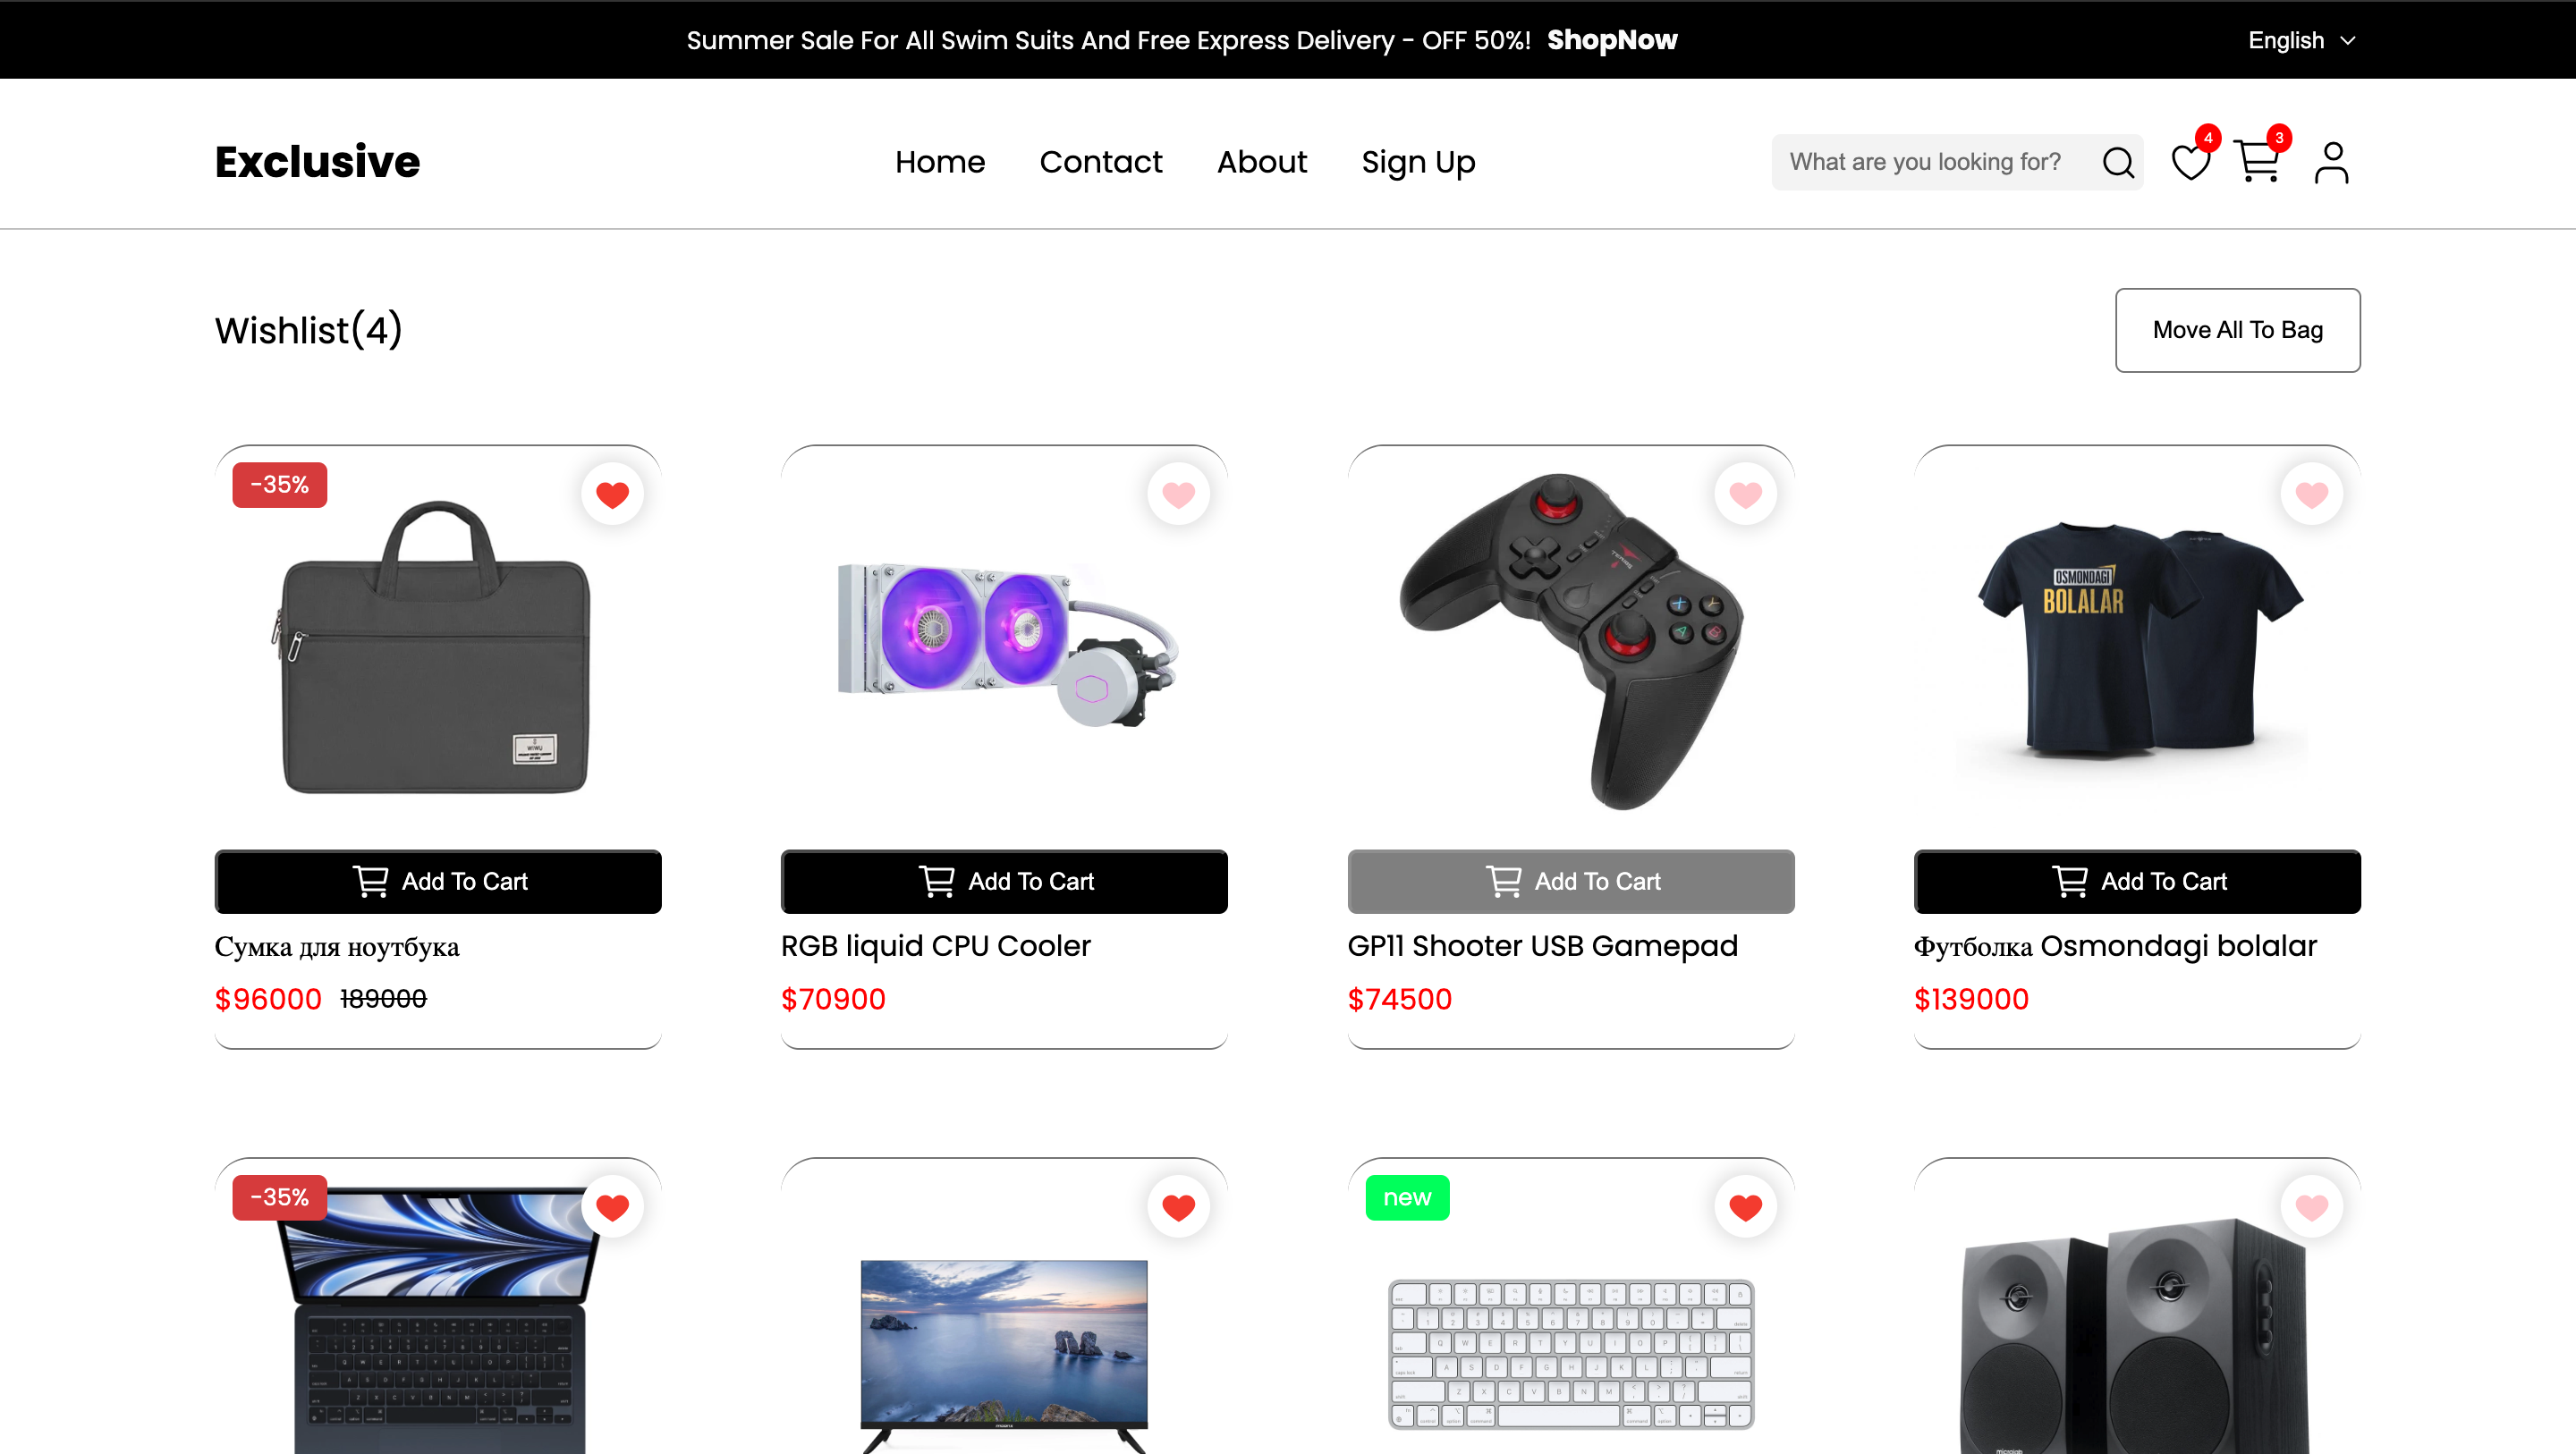 Summer Sale For All Swim Suits And Free Express Delivery - OFF 50%! ShopNow
English
Exclusive
Home
Contact
About
Sign Up
What are you looking for?
4
3
Wishlist(4)
Move All To Bag
-35%
WIWU
OSMONDAGI
BOLALAR
X
Y
A
B
Add To Cart
Add To Cart
Add To Cart
Add To Cart
Сумка для ноутбука
RGB liquid CPU Cooler
GP11 Shooter USB Gamepad
Футболка Osmondagi bolalar
$96000 189000
$70900
$74500
$139000
-35%
new
Q W E R T Y U I O P
A S D F G H J K L
Z X C V B N M
microlab